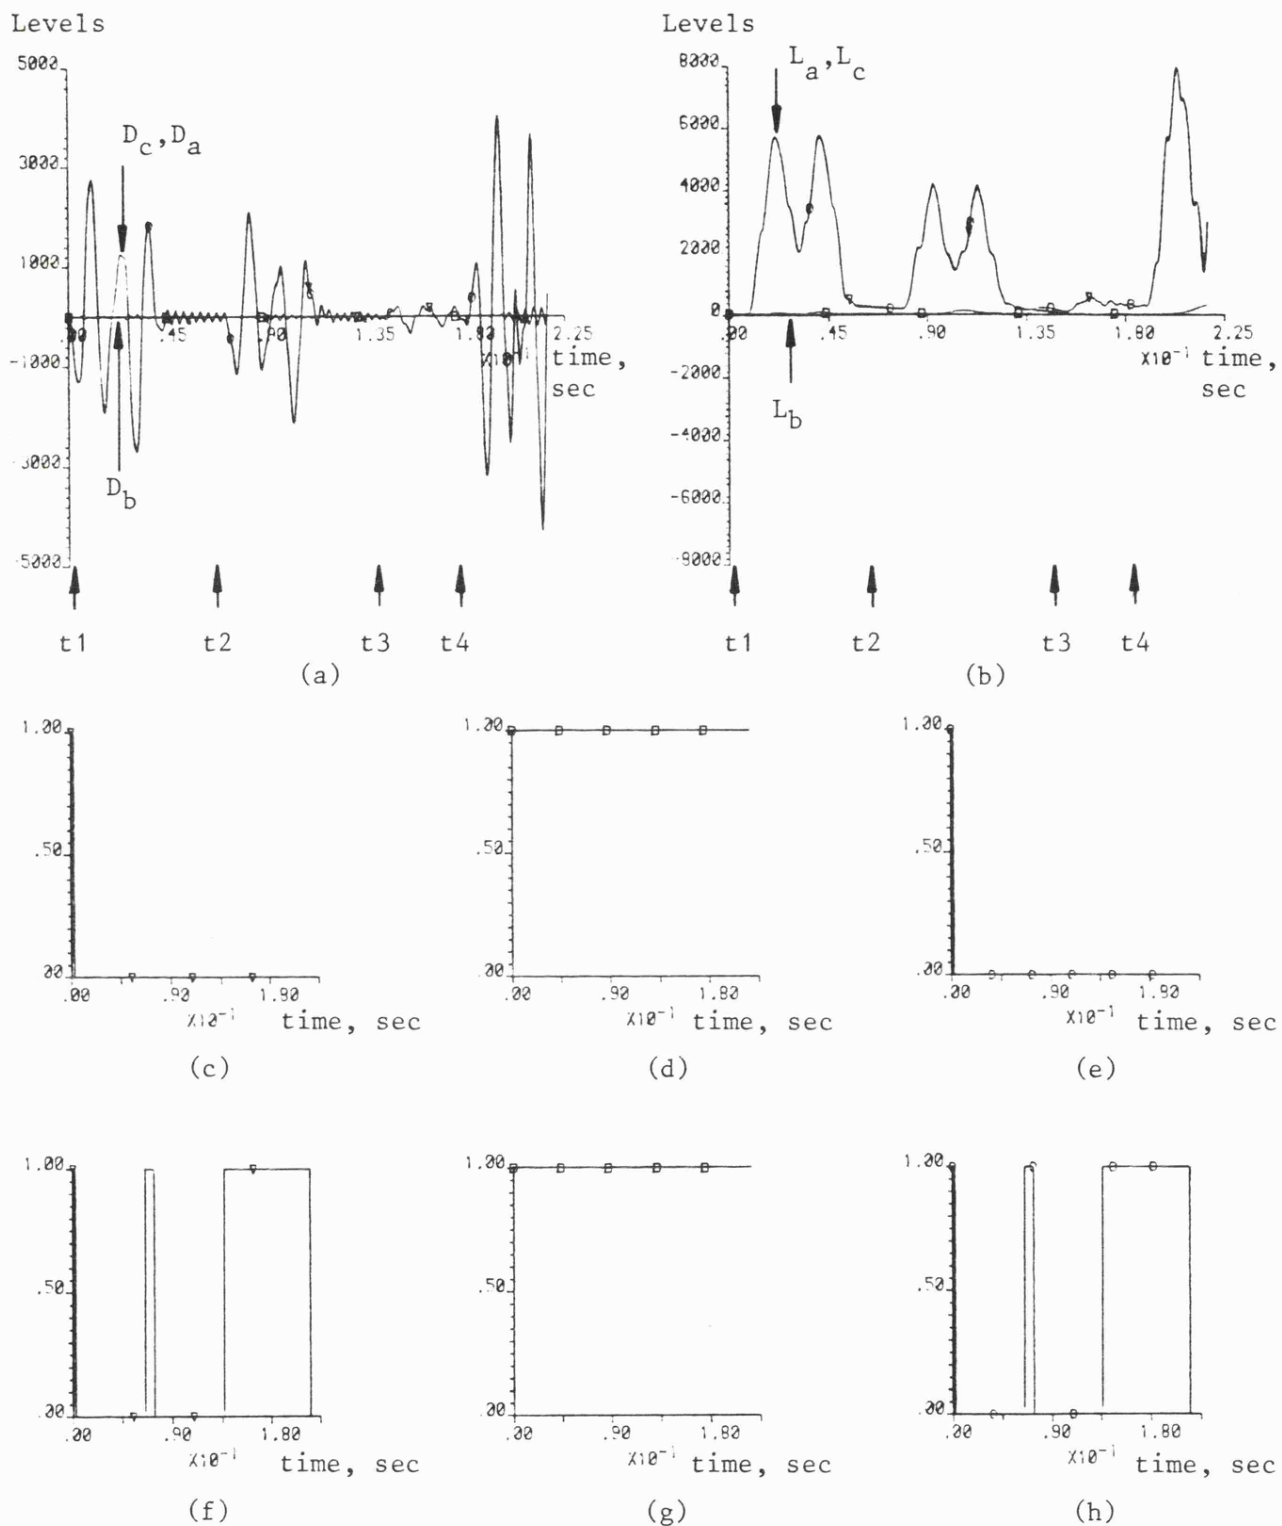 Levels
5000
3000
1000
-1000
-3000
-5000
D_c,D_a
D_b
.00
.45
.90
1.35
1.80
2.25
X10⁻¹ time,
sec
t1 t2 t3 t4
(a)
Levels
8000
6000
4000
2000
0
-2000
-4000
-6000
-8000
L_a,L_c
L_b
.00
.45
.90
1.35
1.80
2.25
X10⁻¹ time,
sec
t1 t2 t3 t4
(b)
1.00
.50
.00
.00 .90 1.80
X10⁻¹ time, sec
(c)
1.00
.50
.00
.00 .90 1.80
X10⁻¹ time, sec
(d)
1.00
.50
.00
.00 .90 1.80
X10⁻¹ time, sec
(e)
1.00
.50
.00
.00 .90 1.80
X10⁻¹ time, sec
(f)
1.00
.50
.00
.00 .90 1.80
X10⁻¹ time, sec
(g)
1.00
.50
.00
.00 .90 1.80
X10⁻¹ time, sec
(h)